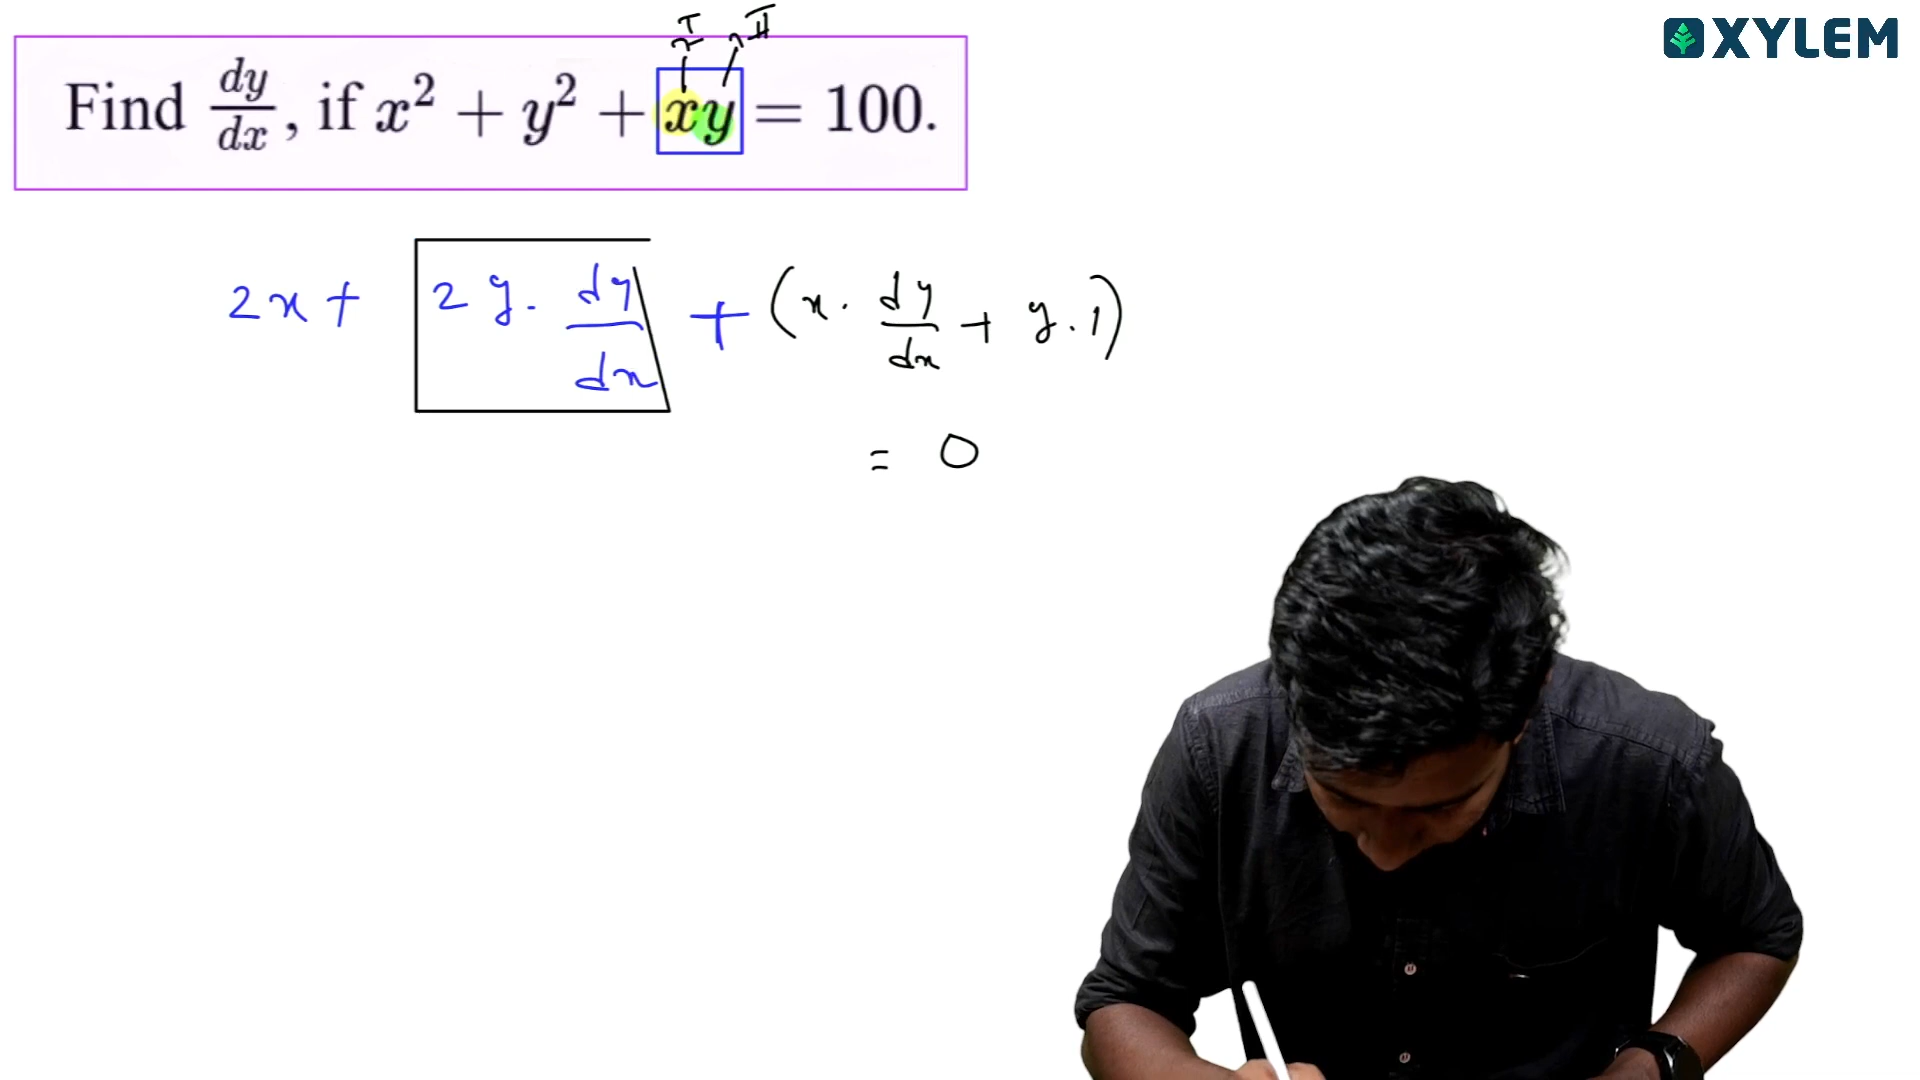 XYLEM
I II
Find dy/dx, if x² + y² + xy = 100.
2x + 2y. dy/dx + (x. dy/dx + y.1)
= 0